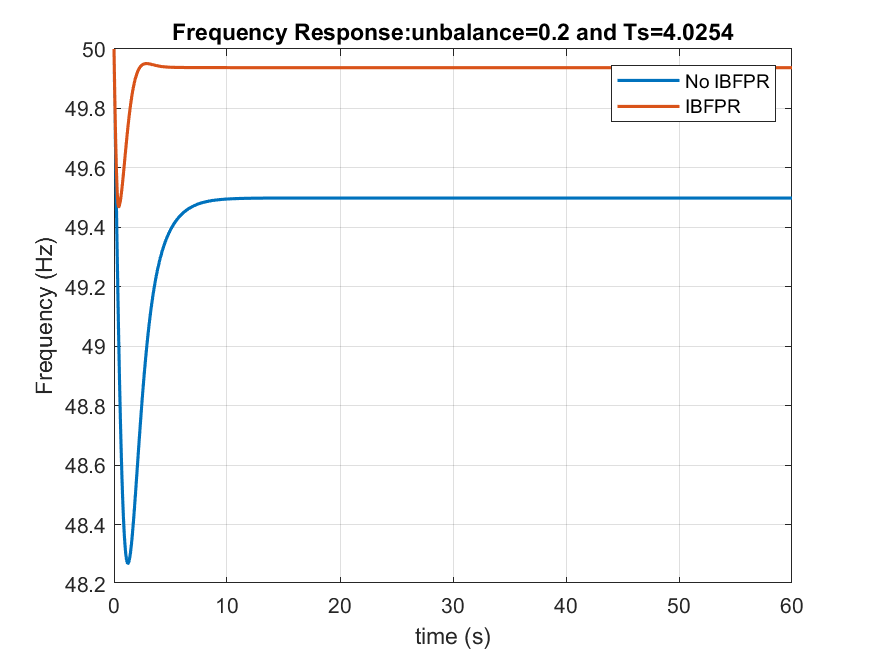 Frequency Response:unbalance=0.2 and Ts=4.0254
50
49.8
49.6
49.4
49.2
49
48.8
48.6
48.4
48.2
Frequency (Hz)
No IBFPR
IBFPR
0 10 20 30 40 50 60
time (s)